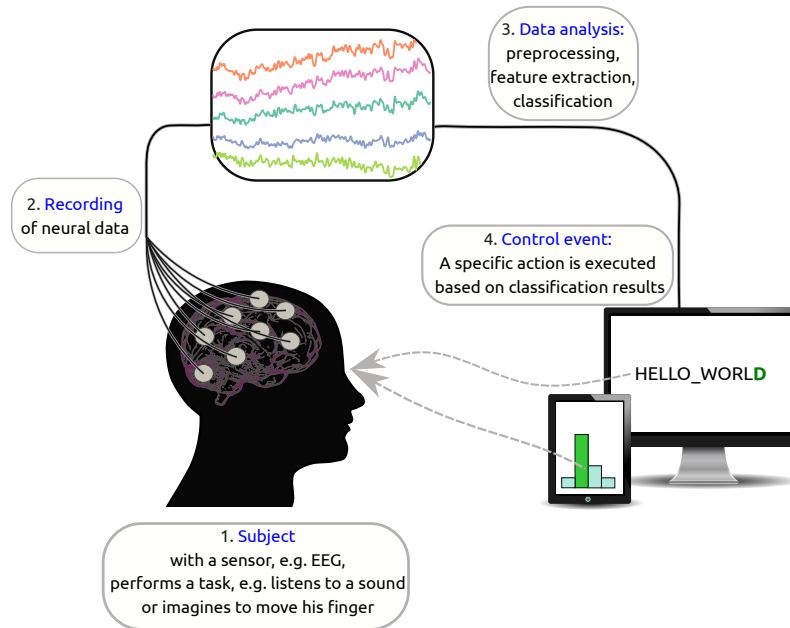 1. Subject
with a sensor, e.g. EEG,
performs a task, e.g. listens to a sound
or imagines to move his finger
2. Recording
of neural data
3. Data analysis:
preprocessing,
feature extraction,
classification
4. Control event:
A specific action is executed
based on classification results
HELLO_WORLD